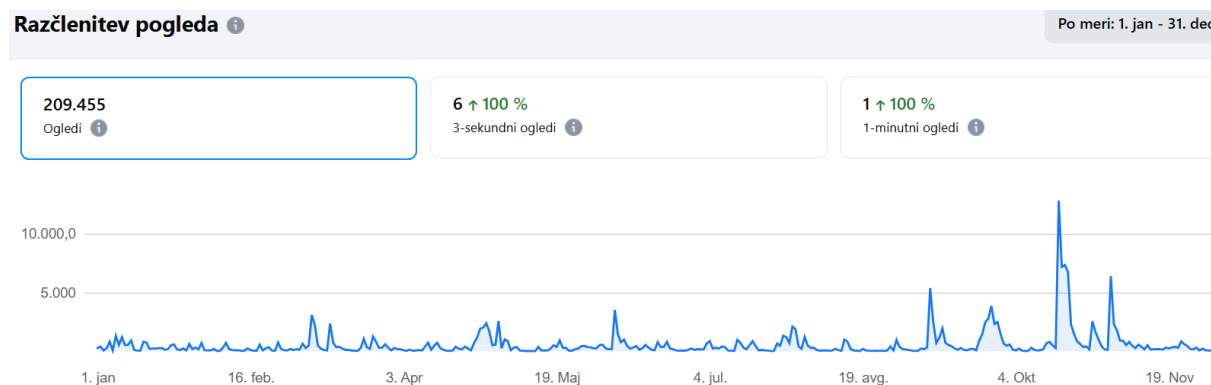 Razčlenitev pogleda
Po meri: 1. jan - 31. dec
209.455
Ogledi
6 ↑ 100 %
3-sekundni ogledi
1 ↑ 100 %
1-minutni ogledi
10.000,0
5.000
1. jan 16. feb. 3. Apr 19. Maj 4. jul. 19. avg. 4. Okt 19. Nov